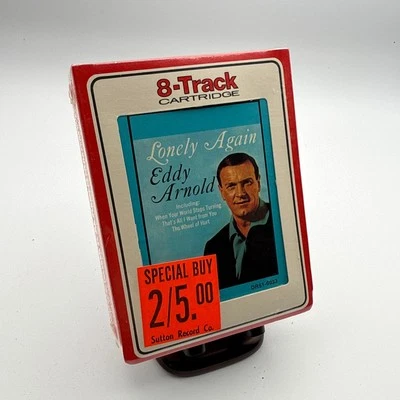 8-Track
CARTRIDGE
Lonely Again
Eddy
Arnold
Including:
When Your World Stops Turning
That's All I Want from You
The Wheel of Hurt
SPECIAL BUY
2/5.00
Sutton Record Co.